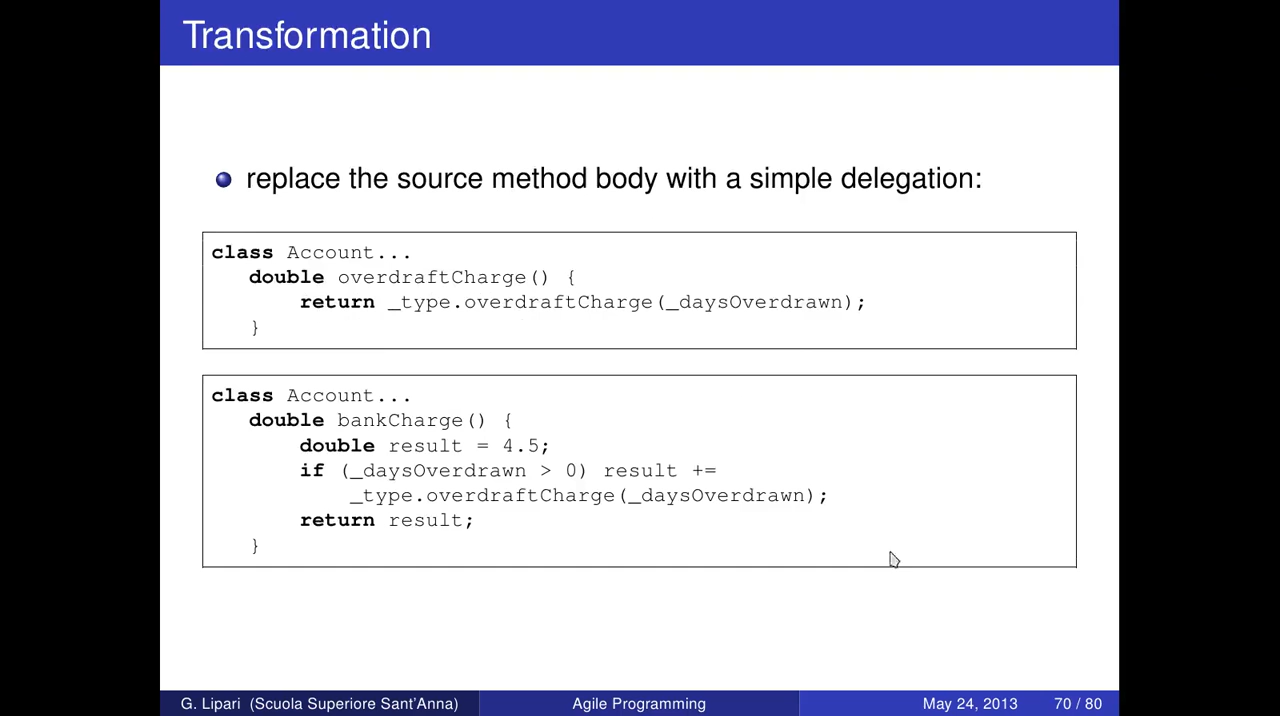 Transformation
replace the source method body with a simple delegation:
class Account...
double overdraftCharge() {
return _type.overdraftCharge(_daysOverdrawn);
}
class Account...
double bankCharge() {
double result = 4.5;
if (_daysOverdrawn > 0) result +=
_type.overdraftCharge(_daysOverdrawn);
return result;
}
G. Lipari (Scuola Superiore Sant'Anna) Agile Programming May 24, 2013 70 / 80